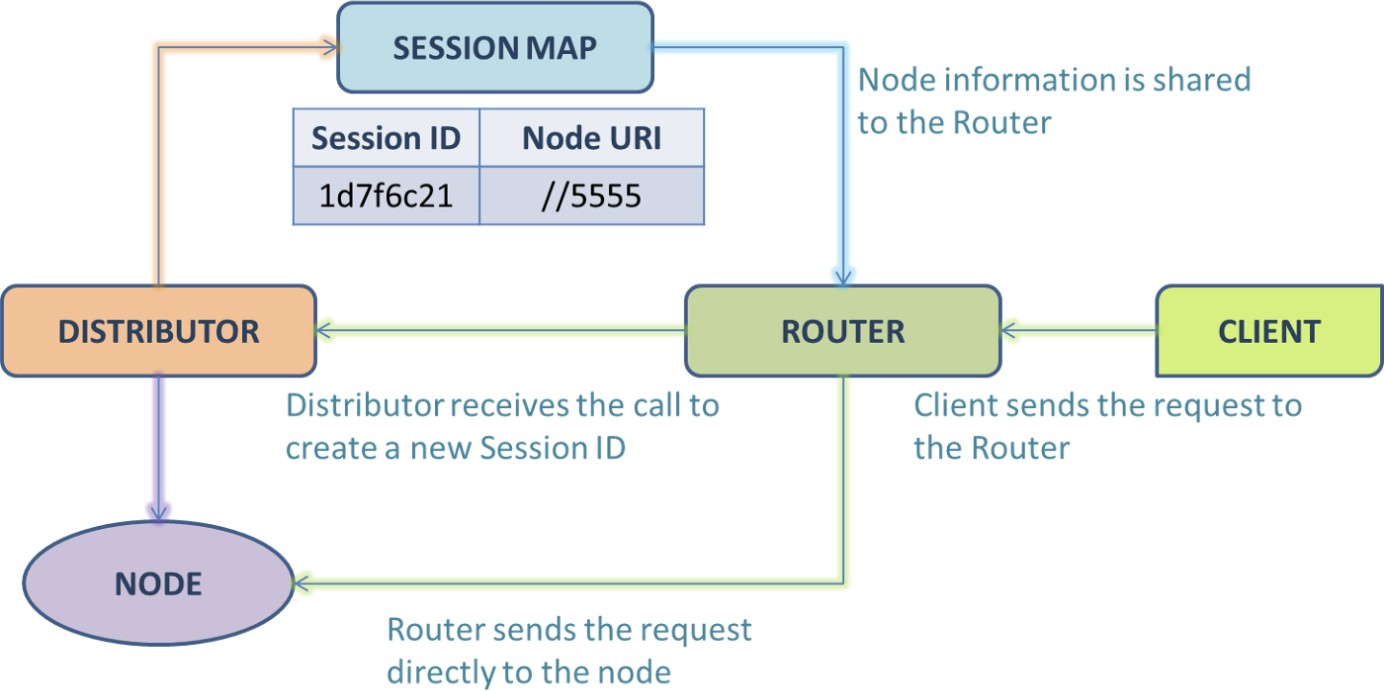 SESSION MAP
Node information is shared
to the Router
Session ID Node URI
1d7f6c21 //5555
DISTRIBUTOR
ROUTER
CLIENT
Distributor receives the call to
create a new Session ID
Client sends the request to
the Router
NODE
Router sends the request
directly to the node